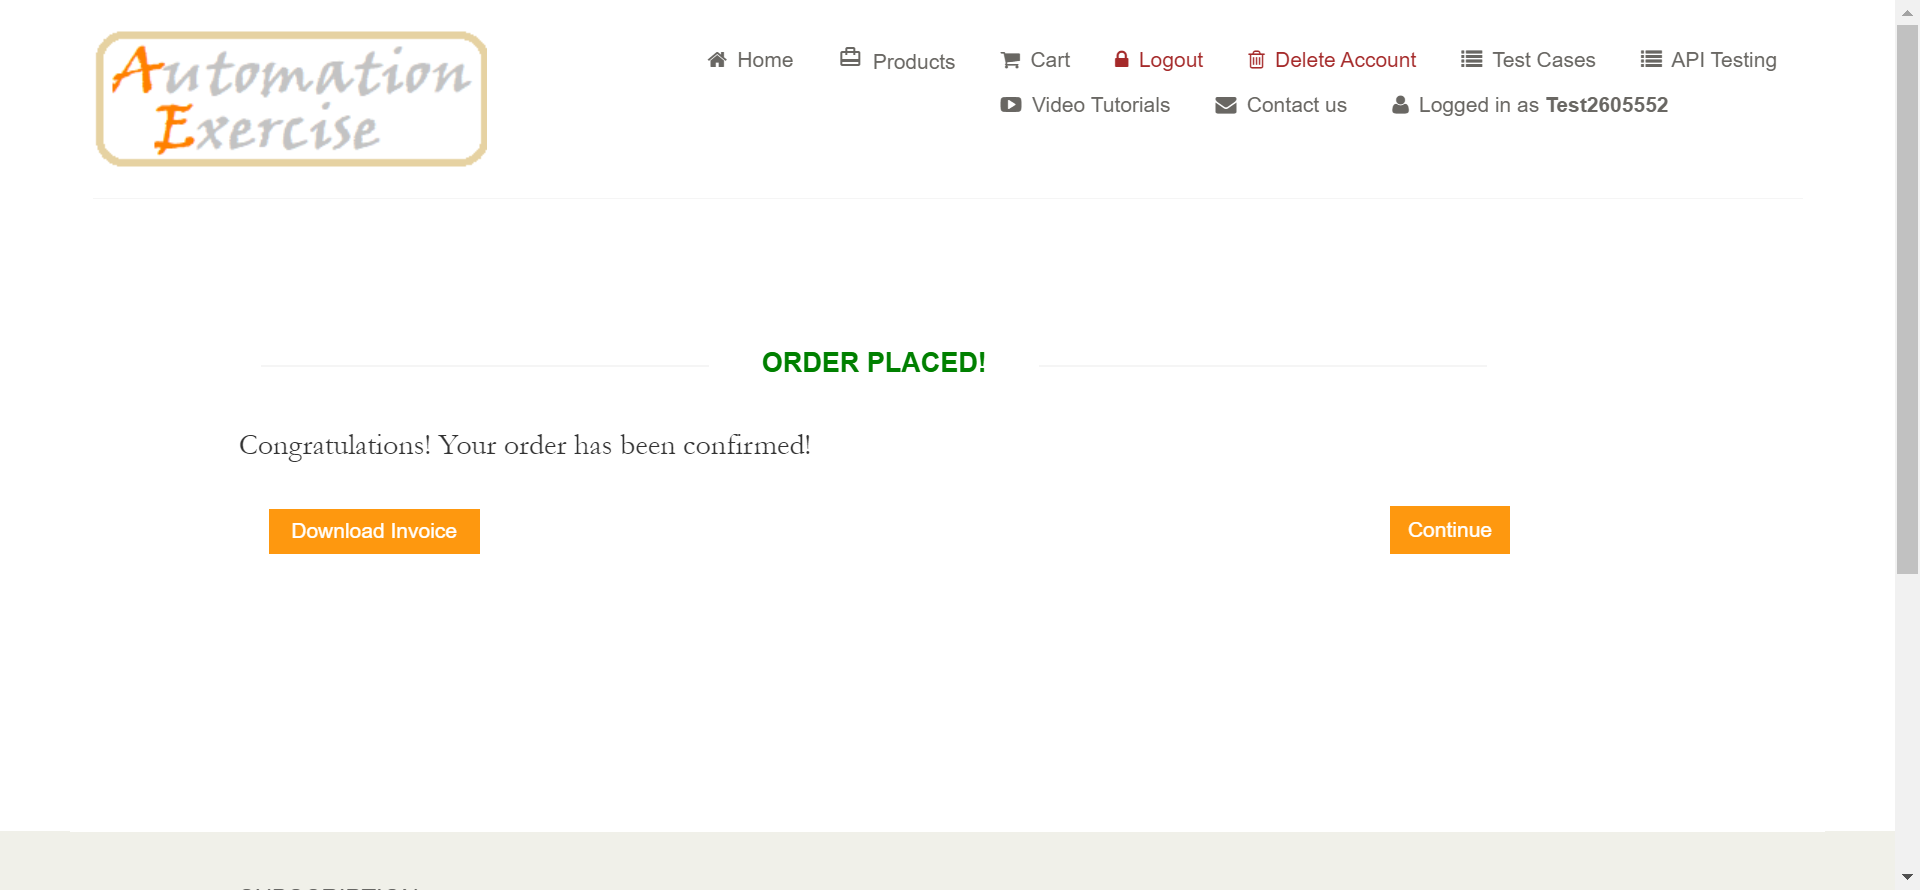 Automation
Exercise
Home
Products
Cart
Logout
Delete Account
Test Cases
API Testing
Video Tutorials
Contact us
Logged in as Test2605552
ORDER PLACED!
Congratulations! Your order has been confirmed!
Download Invoice
Continue
SUBSCRIPTION